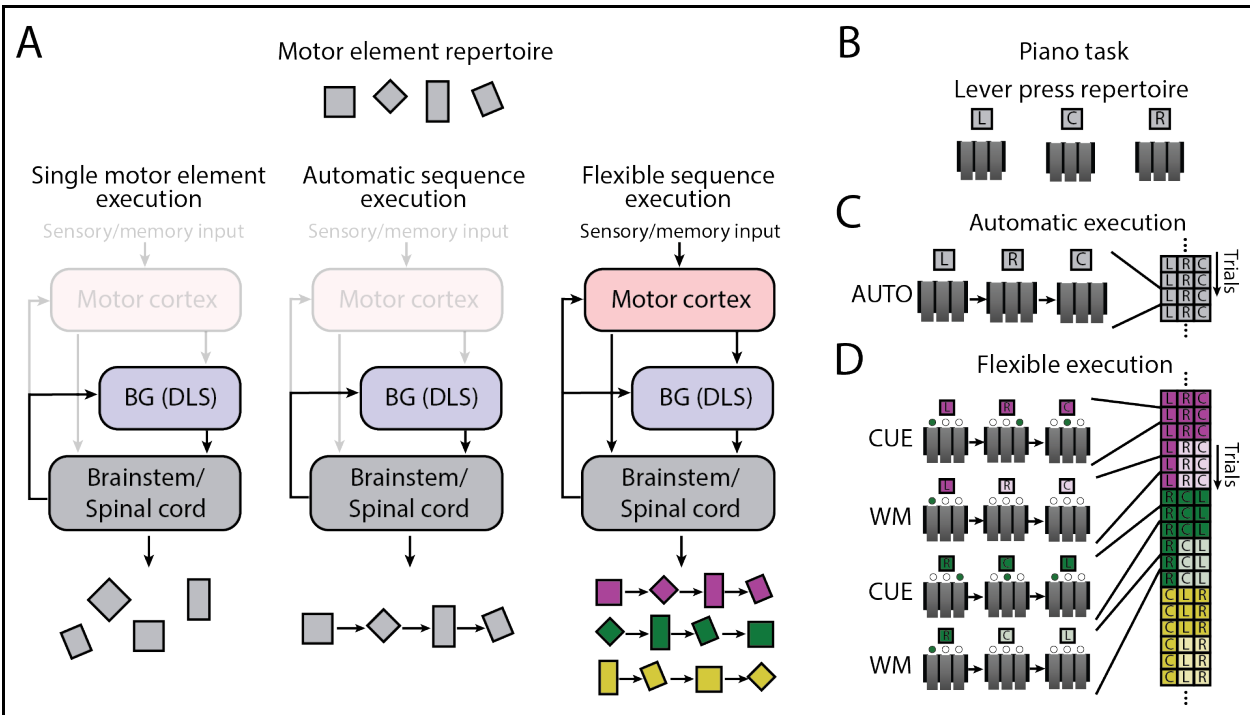 A
Motor element repertoire
Single motor element
execution
Sensory/memory input
Motor cortex
BG (DLS)
Brainstem/
Spinal cord
Automatic sequence
execution
Sensory/memory input
Motor cortex
BG (DLS)
Brainstem/
Spinal cord
Flexible sequence
execution
Sensory/memory input
Motor cortex
BG (DLS)
Brainstem/
Spinal cord
B
Piano task
Lever press repertoire
L C R
C
Automatic execution
L R C
AUTO
L R C
L R C
L R C
L R C
Trials
D
Flexible execution
L R C
CUE
L R C
WM
R C L
CUE
R C L
WM
L R C
L R C
L R C
L R C
L R C
L R C
R C L
R C L
R C L
R C L
R C L
R C L
C L R
C L R
C L R
C L R
C L R
C L R
Trials